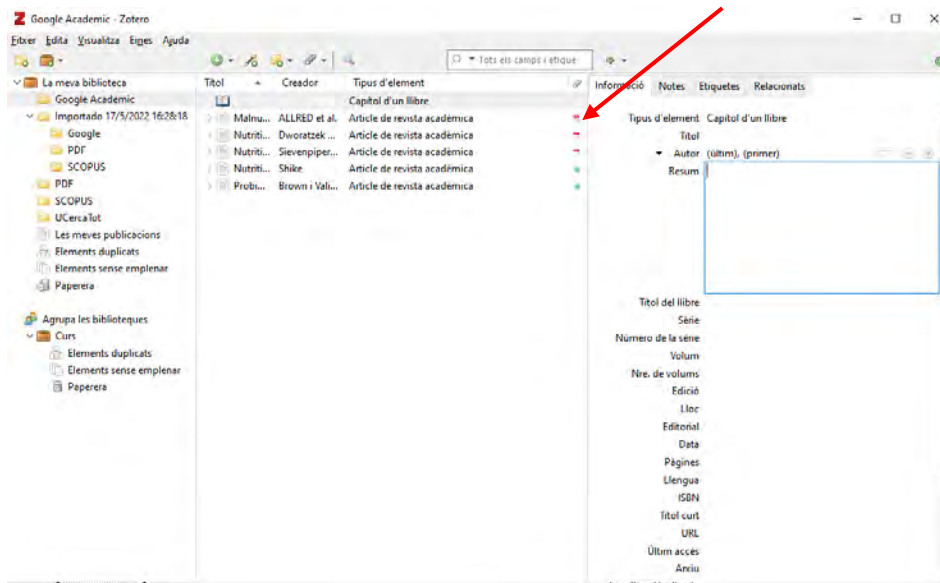 Google Academic - Zotero
Fitxer Edita Visualitza Eines Ajuda
Tots els camps i etique
La meva biblioteca
Google Academic
Importado 17/5/2022 16:28:18
Google
PDF
SCOPUS
PDF
SCOPUS
UCercaTot
Les meves publicacions
Elements duplicats
Elements sense emplenar
Paperera
Agrupa les biblioteques
Curs
Elements duplicats
Elements sense emplenar
Paperera
Títol Creador Tipus d'element
Capítol d'un llibre
Malnu... ALLRED et al. Article de revista acadèmica
Nutriti... Dworatzek ... Article de revista acadèmica
Nutriti... Sievenpiper... Article de revista acadèmica
Nutriti... Shike Article de revista acadèmica
Probi... Brown i Vali... Article de revista acadèmica
Informació Notes Etiquetes Relacionats
Tipus d'element Capítol d'un llibre
Títol
Autor (últim), (primer)
Resum
Títol del llibre
Sèrie
Número de la sèrie
Volum
Nre. de volums
Edició
Lloc
Editorial
Data
Pàgines
Llengua
ISBN
Títol curt
URL
Últim accés
Arxiu